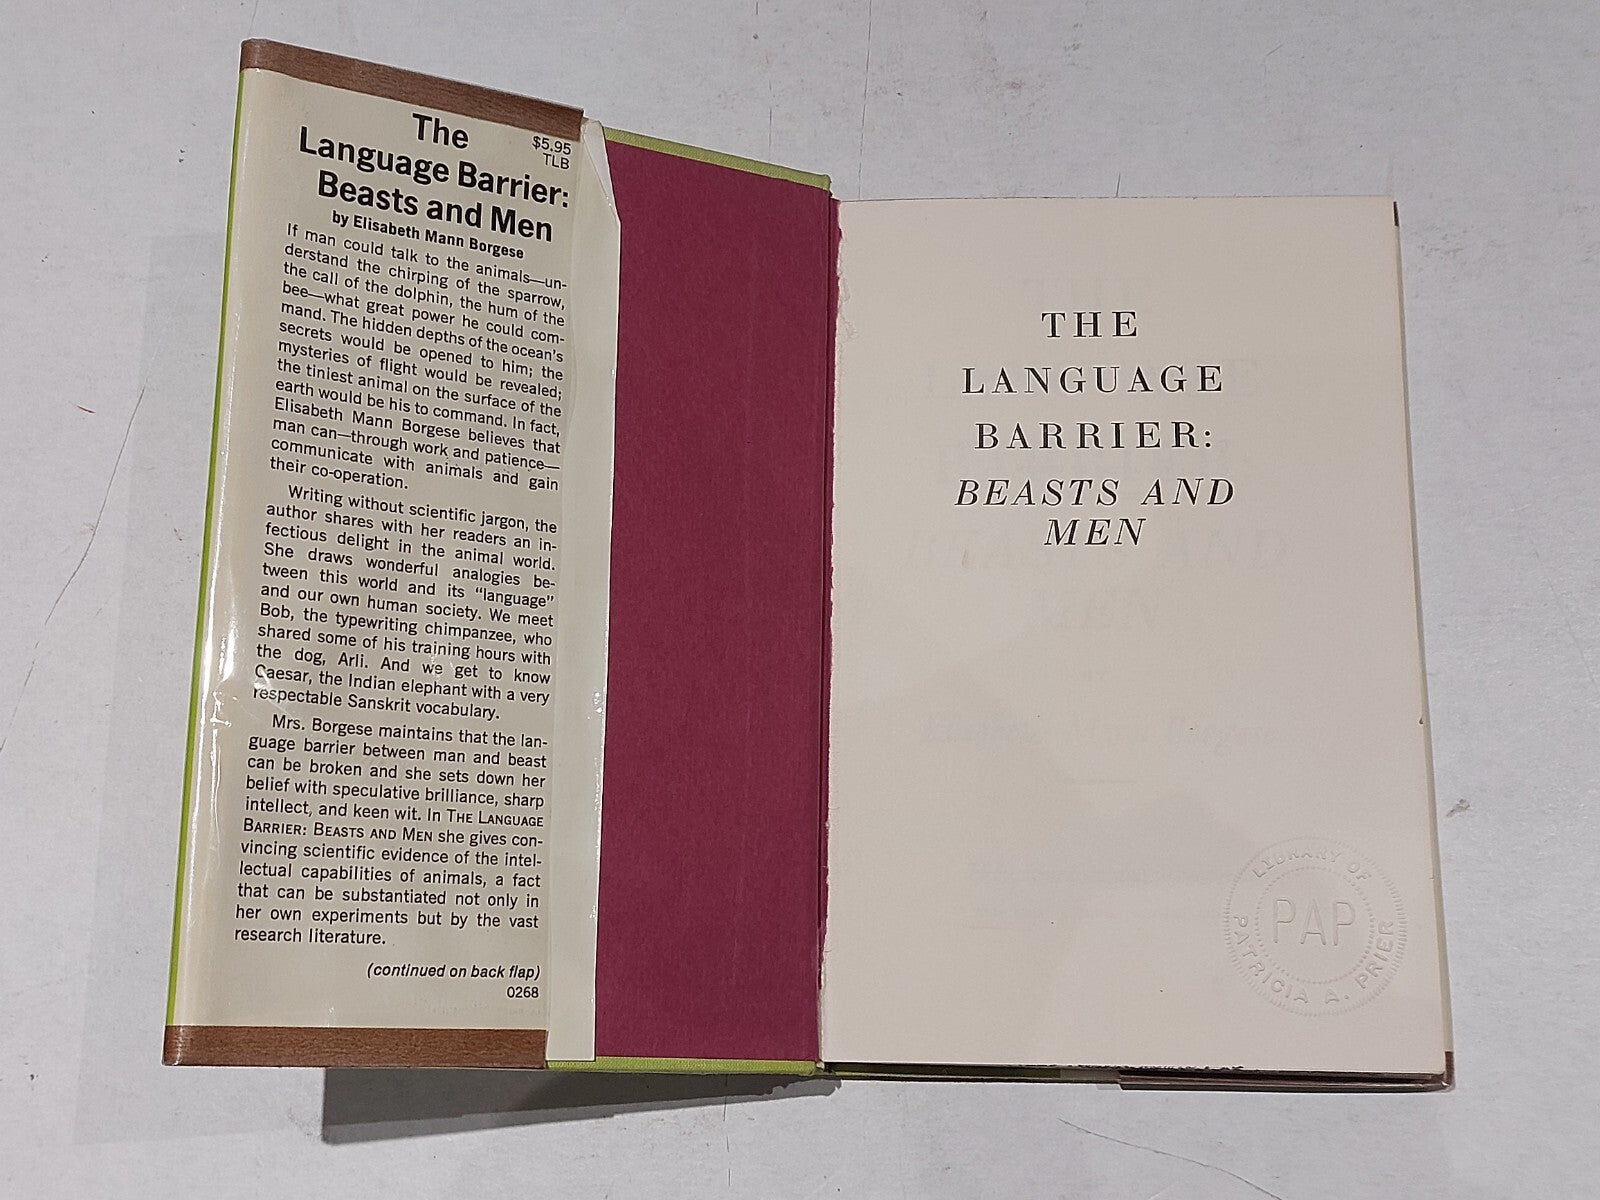 The
Language Barrier:
Beasts and Men
$5.95
TLB
by Elisabeth Mann Borgese
If man could talk to the animals—un-
derstand the chirping of the sparrow,
the call of the dolphin, the hum of the
bee—what great power he could com-
mand. The hidden depths of the ocean's
secrets would be opened to him; the
mysteries of flight would be revealed;
the tiniest animal on the surface of the
earth would be his to command. In fact,
Elisabeth Mann Borgese believes that
man can—through work and patience—
communicate with animals and gain
their co-operation.
Writing without scientific jargon, the
author shares with her readers an in-
fectious delight in the animal world.
She draws wonderful analogies be-
tween this world and its "language"
and our own human society. We meet
Bob, the typewriting chimpanzee, who
shared some of his training hours with
the dog, Arli. And we get to know
Caesar, the Indian elephant with a very
respectable Sanskrit vocabulary.
Mrs. Borgese maintains that the lan-
guage barrier between man and beast
can be broken and she sets down her
belief with speculative brilliance, sharp
intellect, and keen wit. In THE LANGUAGE
BARRIER: BEASTS AND MEN she gives con-
vincing scientific evidence of the intel-
lectual capabilities of animals, a fact
that can be substantiated not only in
her own experiments but by the vast
research literature.
(continued on back flap)
0268
THE
LANGUAGE
BARRIER:
BEASTS AND
MEN
LIBRARY OF
PAP
PATRICIA A. PRIER